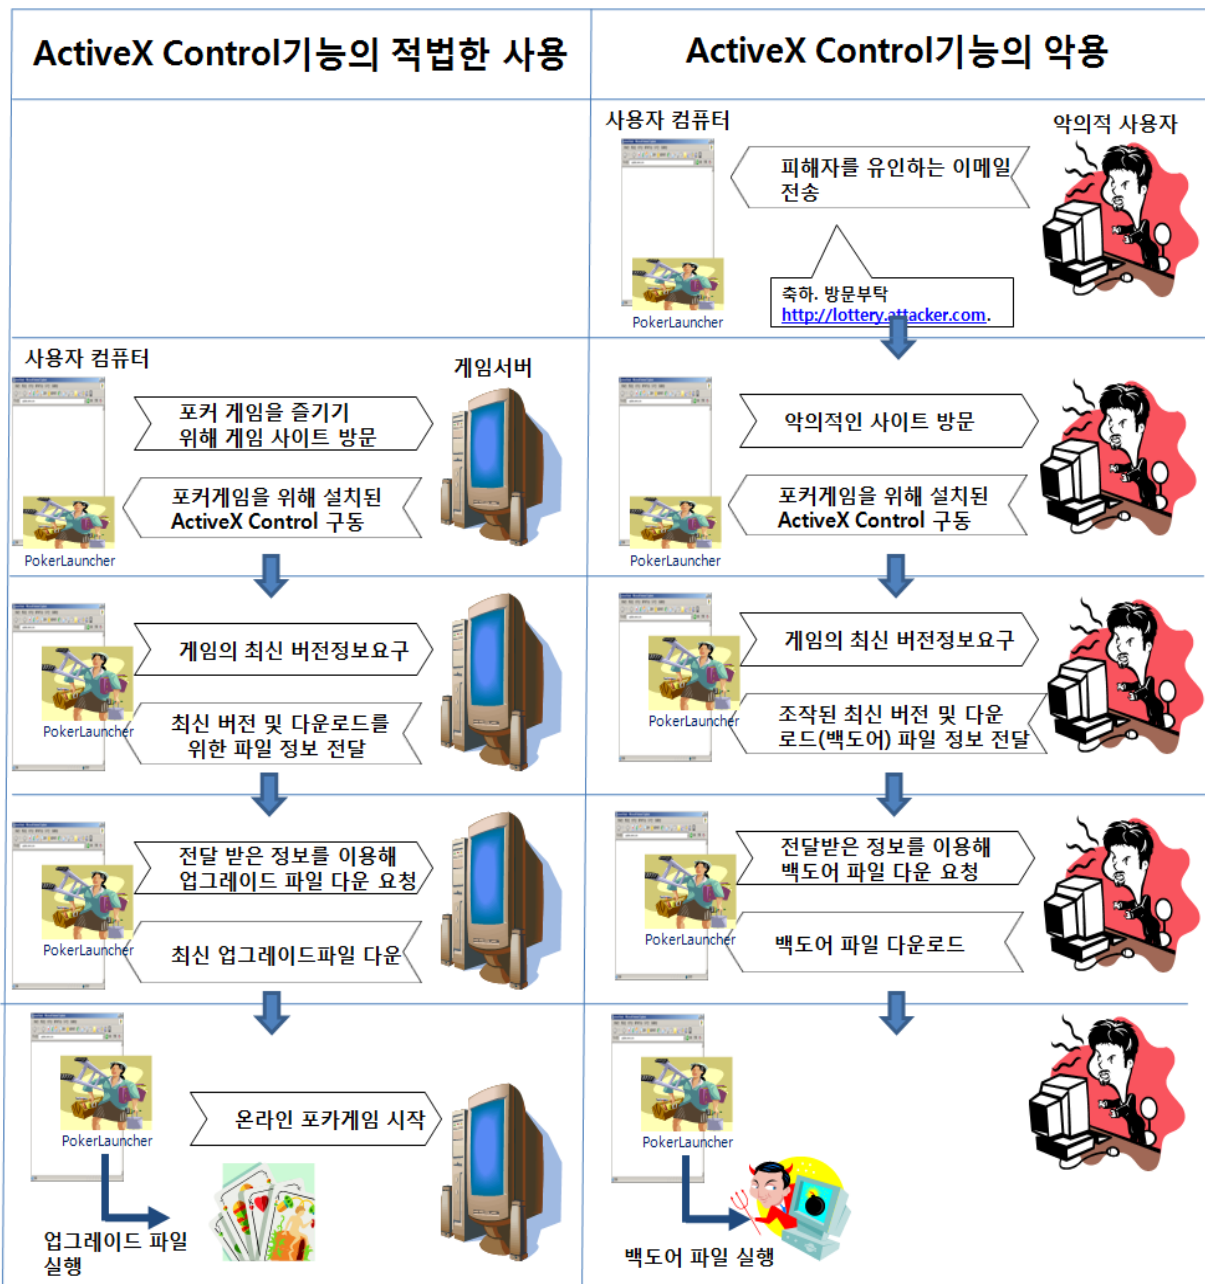 ActiveX Control기능의 적법한 사용
ActiveX Control기능의 악용
사용자 컴퓨터
악의적 사용자
피해자를 유인하는 이메일
전송
축하. 방문부탁
http://lottery.attacker.com.
PokerLauncher
사용자 컴퓨터
게임서버
포커 게임을 즐기기
위해 게임 사이트 방문
포커게임을 위해 설치된
ActiveX Control 구동
PokerLauncher
악의적인 사이트 방문
포커게임을 위해 설치된
ActiveX Control 구동
PokerLauncher
게임의 최신 버전정보요구
최신 버전 및 다운로드를
위한 파일 정보 전달
PokerLauncher
게임의 최신 버전정보요구
조작된 최신 버전 및 다운
로드(백도어) 파일 정보 전달
PokerLauncher
전달 받은 정보를 이용해
업그레이드 파일 다운 요청
최신 업그레이드파일 다운
PokerLauncher
전달받은 정보를 이용해
백도어 파일 다운 요청
백도어 파일 다운로드
PokerLauncher
온라인 포카게임 시작
PokerLauncher
업그레이드 파일
실행
PokerLauncher
백도어 파일 실행